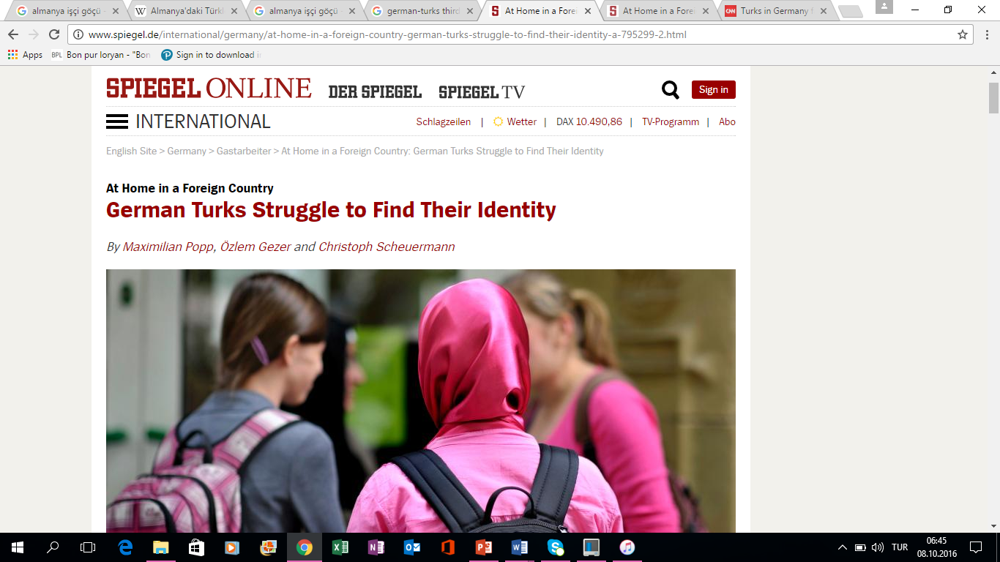 almanya işçi göçü
Almanya'daki Türkl
almanya işçi göçü
german-turks third
At Home in a Forei
At Home in a Forei
CNN Turks in Germany f
www.spiegel.de/international/germany/at-home-in-a-foreign-country-german-turks-struggle-to-find-their-identity-a-795299-2.html
Apps BPL Bon pur loryan - "Bon Sign in to download i
SPIEGEL ONLINE DER SPIEGEL SPIEGEL TV Sign in
INTERNATIONAL Schlagzeilen | Wetter | DAX 10.490,86 | TV-Programm | Abo
English Site > Germany > Gastarbeiter > At Home in a Foreign Country: German Turks Struggle to Find Their Identity
At Home in a Foreign Country
German Turks Struggle to Find Their Identity
By Maximilian Popp, Özlem Gezer and Christoph Scheuermann
TUR 06:45
08.10.2016